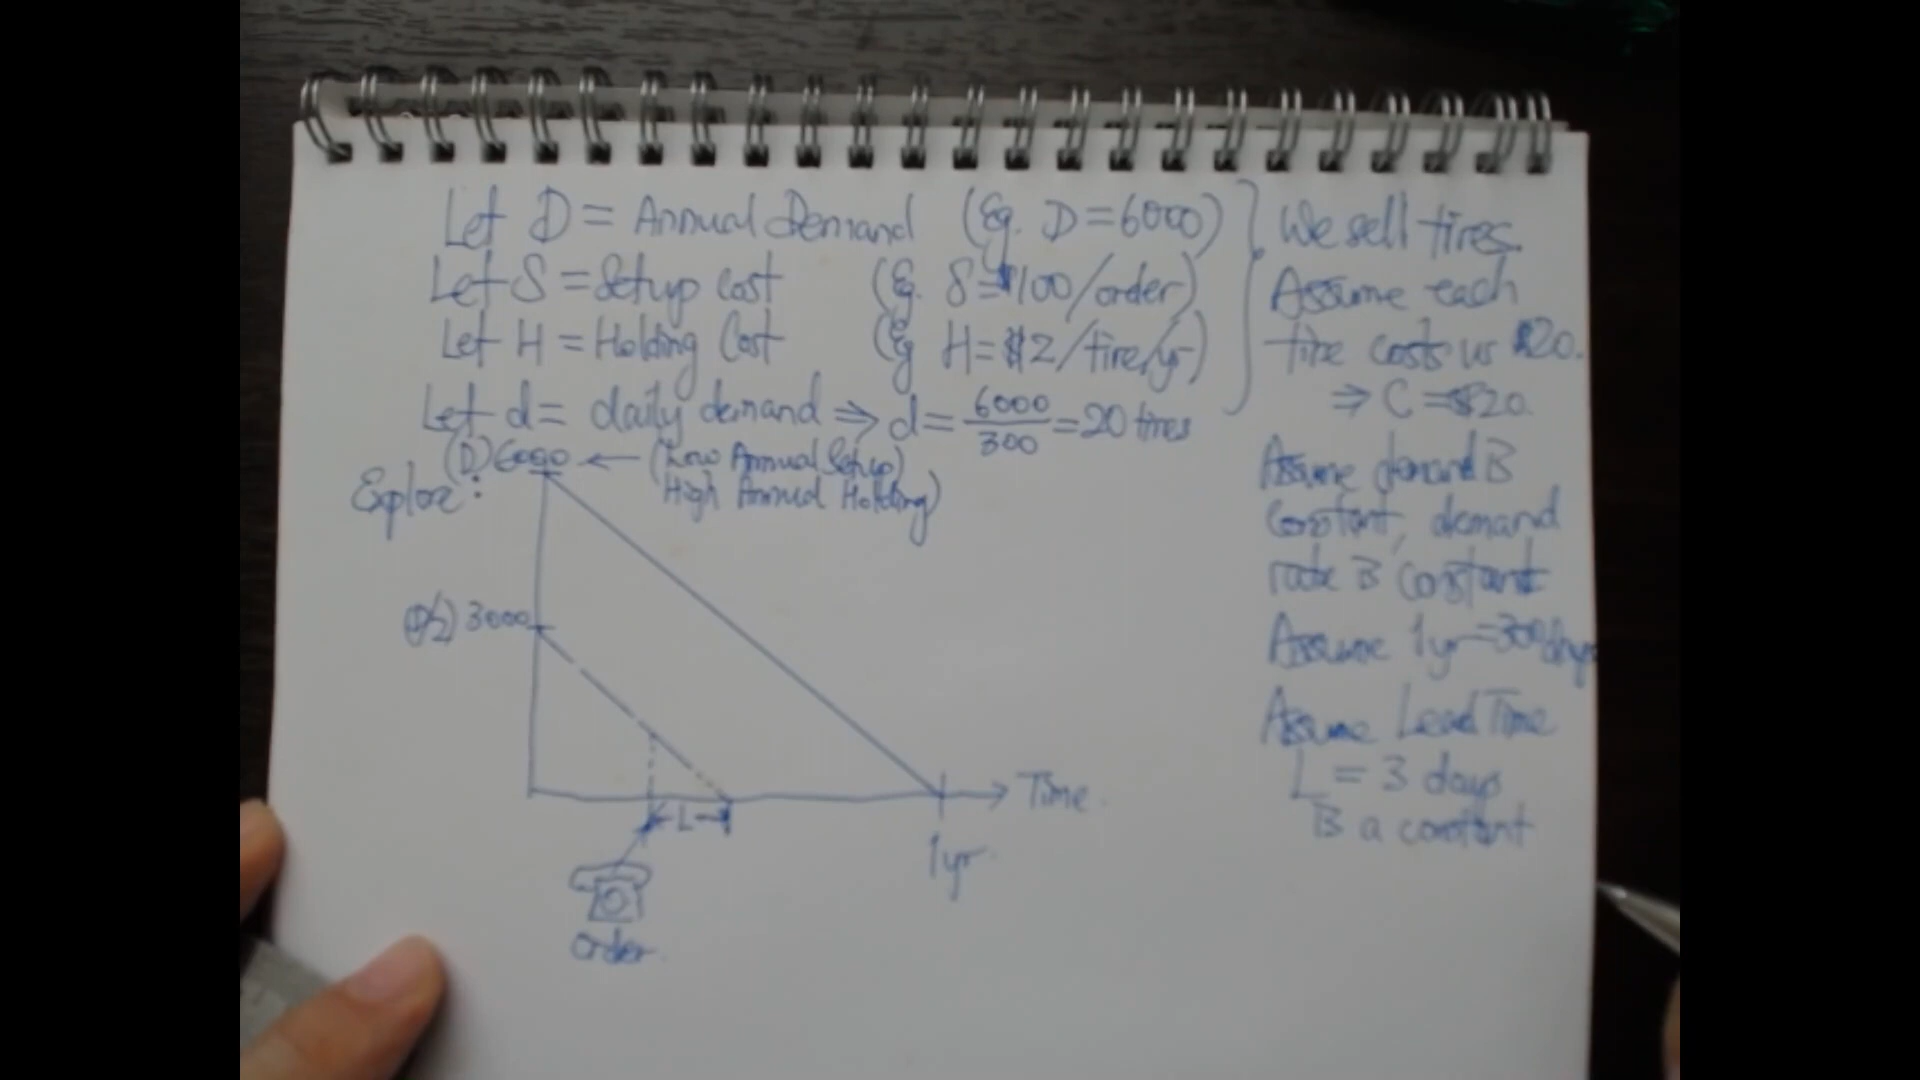 Let D = Annual Demand (Eg. D=6000)
Let S = Setup cost (Eg. S=$100/order)
Let H = Holding Cost (Eg H=$2/tire/yr)
Let d = daily demand ⇒ d = 6000/300 = 20 tires
(D) 6000 ← (Low Annual Setup)
High Annual Holding)
Explore:
(D/2) 3000
L
Time
1yr.
order.
We sell tires.
Assume each
tire costs us $20.
⇒ C = $20.
Assume demand is
constant, demand
rate is constant
Assume 1yr=300days
Assume Lead Time
L = 3 days
is a constant